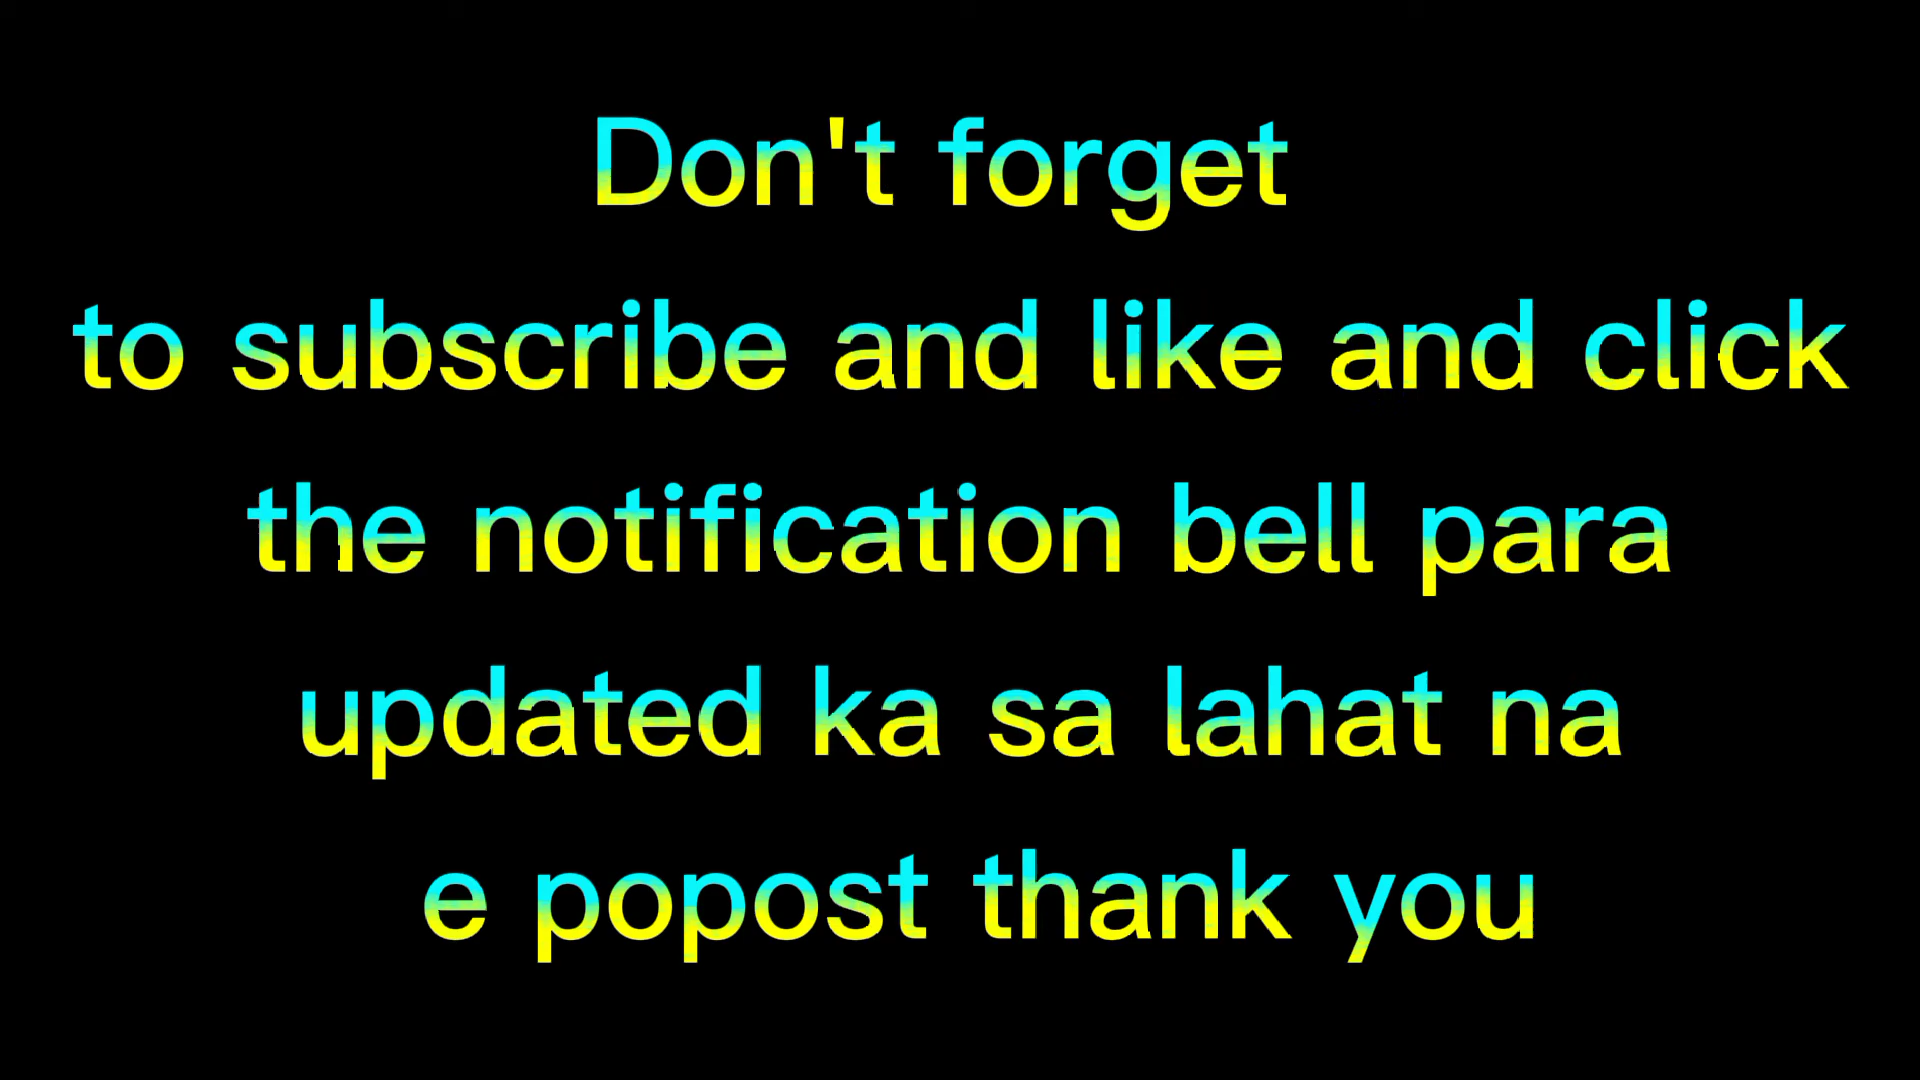 Don't forget
to subscribe and like and click
the notification bell para
updated ka sa lahat na
e popost thank you